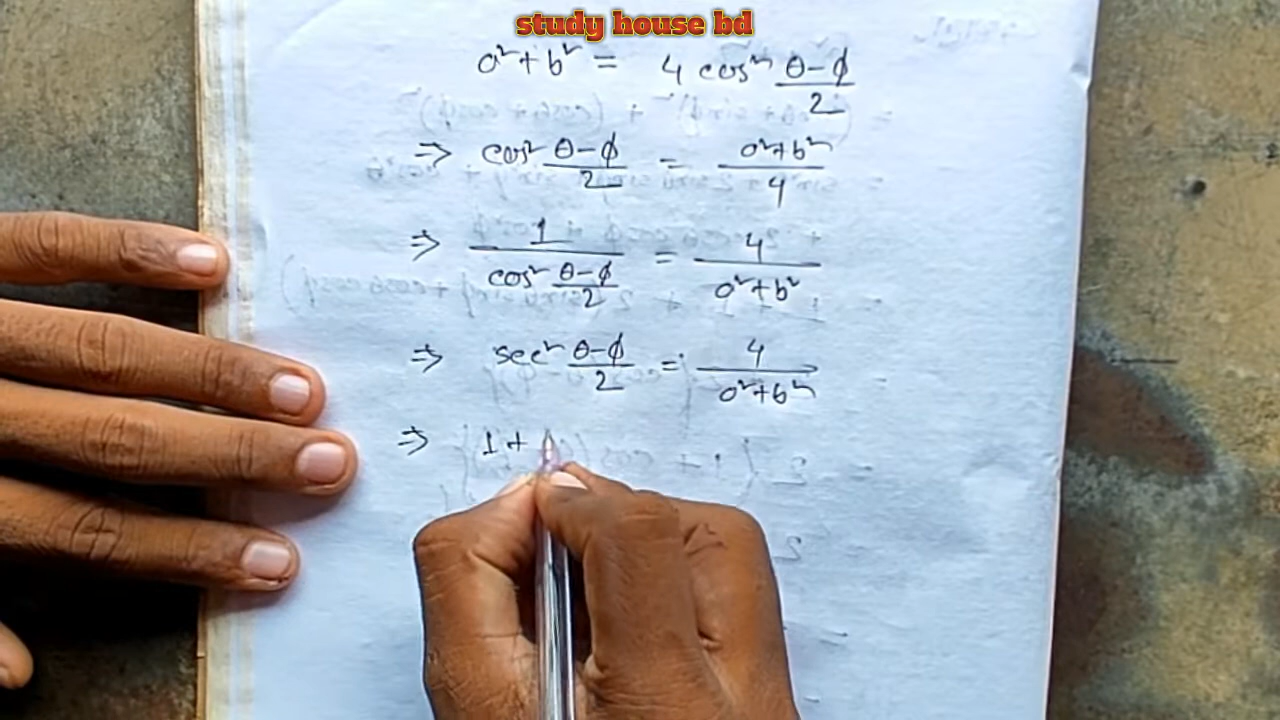 study house bd
a² + b² = 4 cos² (θ-φ)/2
⇒ cos² (θ-φ)/2 = (a²+b²)/4
⇒ 1/(cos² (θ-φ)/2) = 4/(a²+b²)
⇒ sec² (θ-φ)/2 = 4/(a²+b²)
⇒ 1 +